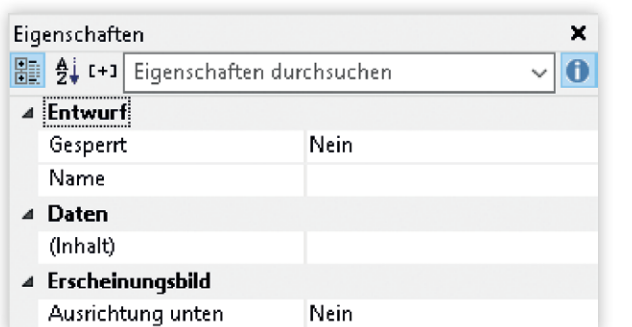 Eigenschaften
[+] Eigenschaften durchsuchen
Entwurf
Gesperrt Nein
Name
Daten
(Inhalt)
Erscheinungsbild
Ausrichtung unten Nein